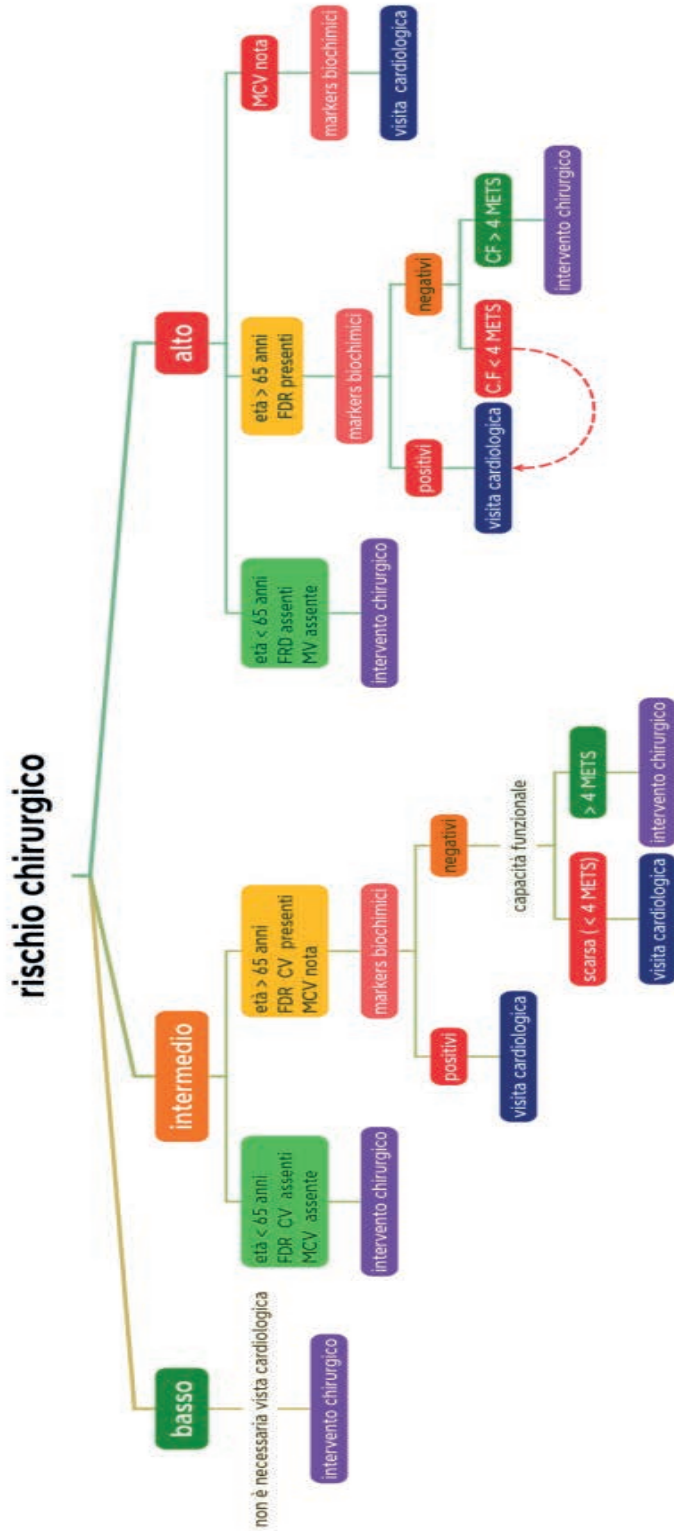 rischio chirurgico
basso
non è necessaria vista cardiologica
intervento chirurgico
intermedio
età < 65 anni
FDR CV assenti
MCV assente
intervento chirurgico
età > 65 anni
FDR CV presenti
MCV nota
markers biochimici
positivi
visita cardiologica
negativi
capacità funzionale
scarsa ( < 4 METS)
visita cardiologica
> 4 METS
intervento chirurgico
alto
età < 65 anni
FRD assenti
MV assente
intervento chirurgico
età > 65 anni
FDR presenti
markers biochimici
positivi
visita cardiologica
negativi
C.F < 4 METS
CF > 4 METS
intervento chirurgico
MCV nota
markers biochimici
visita cardiologica